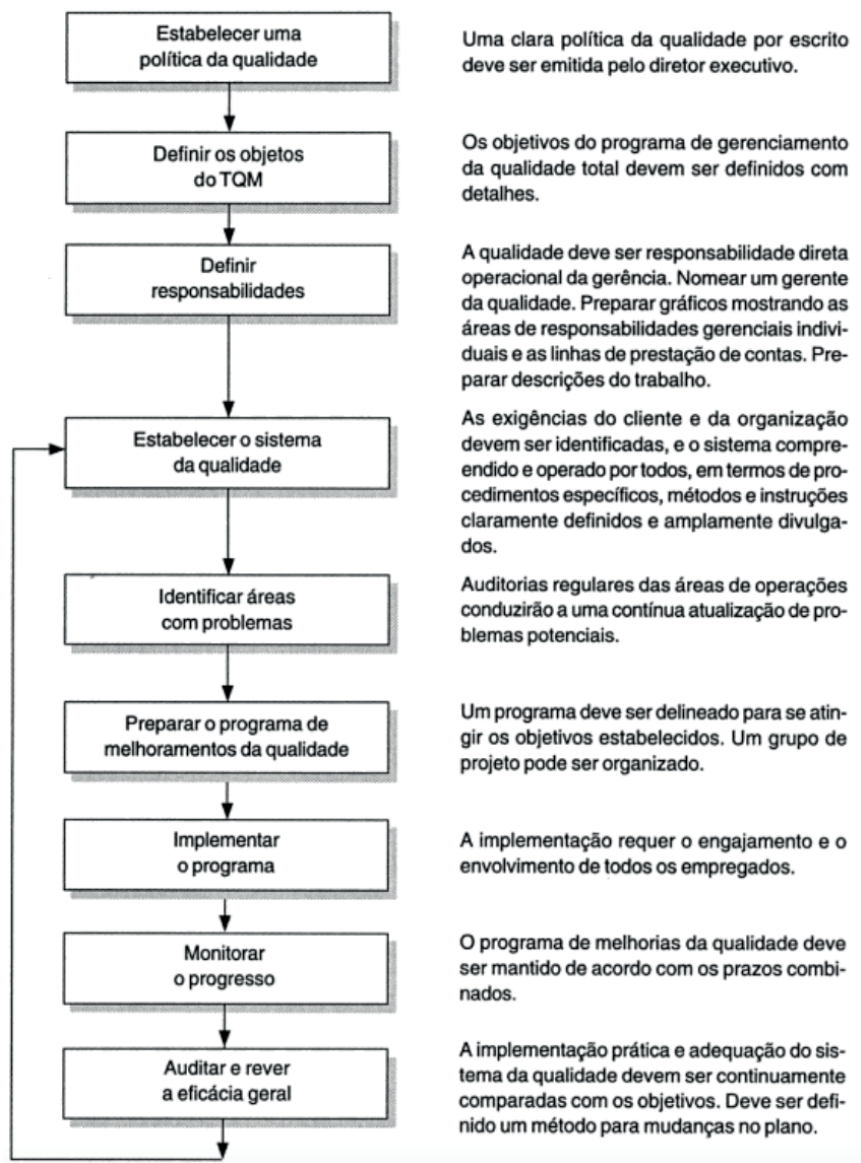 Estabelecer uma
política da qualidade
Uma clara política da qualidade por escrito
deve ser emitida pelo diretor executivo.
Definir os objetos
do TQM
Os objetivos do programa de gerenciamento
da qualidade total devem ser definidos com
detalhes.
Definir
responsabilidades
A qualidade deve ser responsabilidade direta
operacional da gerência. Nomear um gerente
da qualidade. Preparar gráficos mostrando as
áreas de responsabilidades gerenciais indivi-
duais e as linhas de prestação de contas. Pre-
parar descrições do trabalho.
Estabelecer o sistema
da qualidade
As exigências do cliente e da organização
devem ser identificadas, e o sistema compre-
endido e operado por todos, em termos de pro-
cedimentos específicos, métodos e instruções
claramente definidos e amplamente divulga-
dos.
Identificar áreas
com problemas
Auditorias regulares das áreas de operações
conduzirão a uma contínua atualização de pro-
blemas potenciais.
Preparar o programa de
melhoramentos da qualidade
Um programa deve ser delineado para se atin-
gir os objetivos estabelecidos. Um grupo de
projeto pode ser organizado.
Implementar
o programa
A implementação requer o engajamento e o
envolvimento de todos os empregados.
Monitorar
o progresso
O programa de melhorias da qualidade deve
ser mantido de acordo com os prazos combi-
nados.
Auditar e rever
a eficácia geral
A implementação prática e adequação do sis-
tema da qualidade devem ser continuamente
comparadas com os objetivos. Deve ser defi-
nido um método para mudanças no plano.